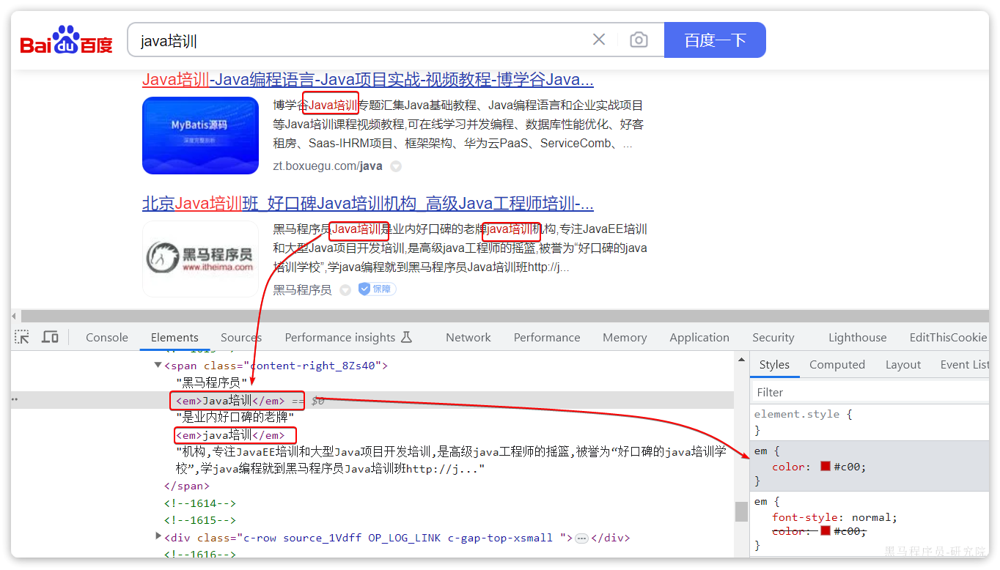 Bai du 百度
java培训
百度一下
Java培训-Java编程语言-Java项目实战-视频教程-博学谷Java...
MyBatis源码
深度完整剖析
博学谷Java培训专题汇集Java基础教程、Java编程语言和企业实战项目
等Java培训课程视频教程,可在线学习并发编程、数据库性能优化、好客
租房、Saas-IHRM项目、框架架构、华为云PaaS、ServiceComb、...
zt.boxuegu.com/java
北京Java培训班_好口碑Java培训机构_高级Java工程师培训-...
黑马程序员
www.itheima.com
黑马程序员Java培训是业内好口碑的老牌java培训机构,专注JavaEE培训
和大型Java项目开发培训,是高级java工程师的摇篮,被誉为“好口碑的java
培训学校”,学java编程就到黑马程序员Java培训班http://j...
黑马程序员 保障
Console Elements Sources Performance insights Network Performance Memory Application Security Lighthouse EditThisCookie
<!--1613-->
<span class="content-right_8Zs40">
"黑马程序员"
<em>Java培训</em> == $0
"是业内好口碑的老牌"
<em>java培训</em>
"机构,专注JavaEE培训和大型Java项目开发培训,是高级java工程师的摇篮,被誉为“好口碑的java培训学
校”,学java编程就到黑马程序员Java培训班http://j..."
</span>
<!--1614-->
<!--1615-->
<div class="c-row source_1Vdff OP_LOG_LINK c-gap-top-xsmall ">…</div>
<!--1616-->
Styles Computed Layout Event List
Filter
element.style {
}
em {
color: #c00;
}
em {
font-style: normal;
color: #c00;
}
黑马程序员-研究院